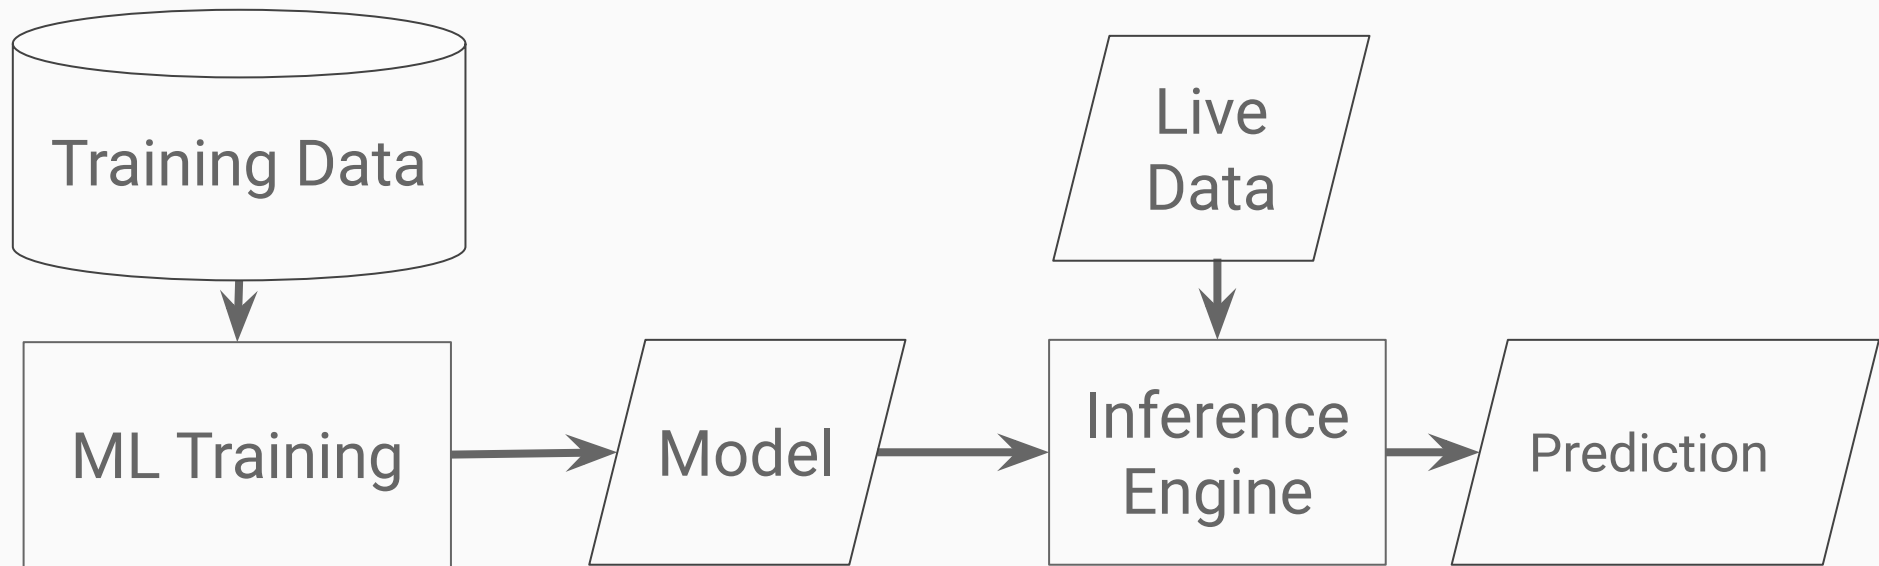 Training Data
Live
Data
ML Training
Model
Inference
Engine
Prediction